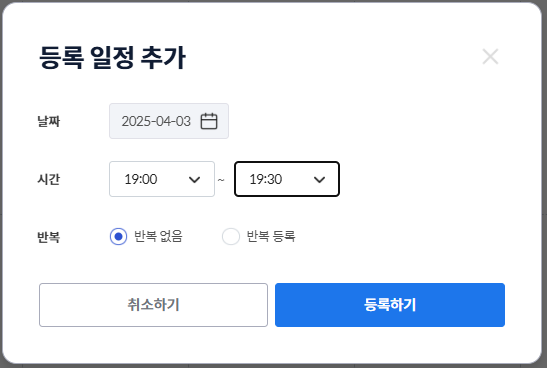 등록 일정 추가
날짜 2025-04-03
시간 19:00 ~ 19:30
반복 반복 없음 반복 등록
취소하기 등록하기